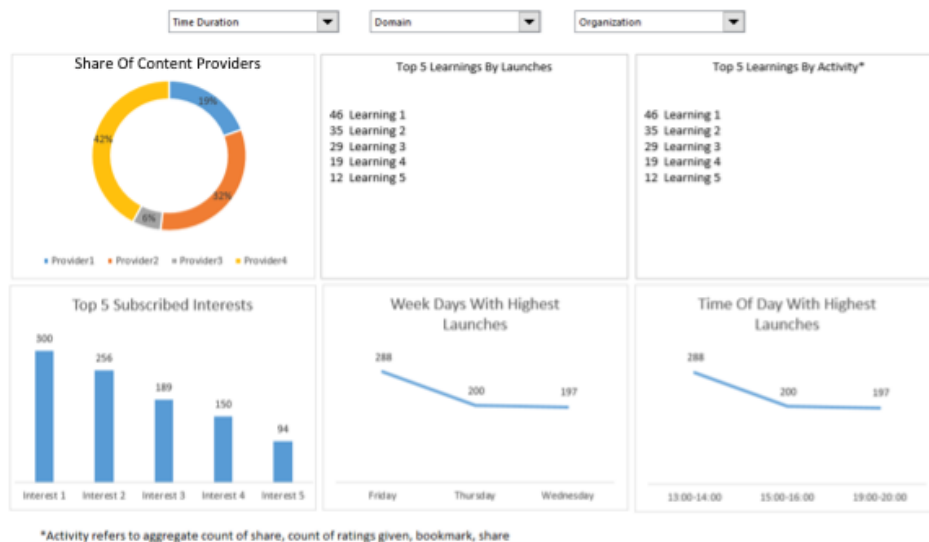 Time Duration
Domain
Organization
Share Of Content Providers
19%
42%
32%
6%
Provider1 Provider2 Provider3 Provider4
Top 5 Learnings By Launches
46 Learning 1
35 Learning 2
29 Learning 3
19 Learning 4
12 Learning 5
Top 5 Learnings By Activity*
46 Learning 1
35 Learning 2
29 Learning 3
19 Learning 4
12 Learning 5
Top 5 Subscribed Interests
300
256
189
150
94
Interest 1 Interest 2 Interest 3 Interest 4 Interest 5
Week Days With Highest
Launches
288
200
197
Friday Thursday Wednesday
Time Of Day With Highest
Launches
288
200
197
13:00-14:00 15:00-16:00 19:00-20:00
*Activity refers to aggregate count of share, count of ratings given, bookmark, share